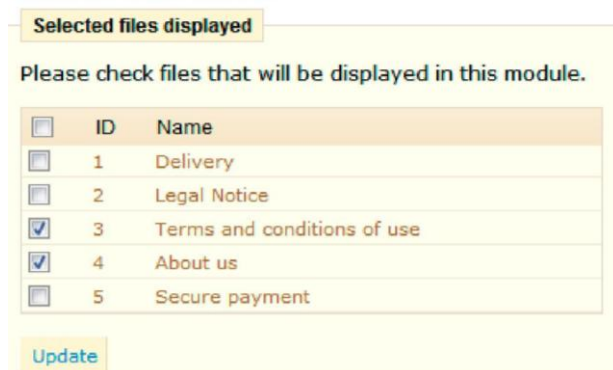 Selected files displayed
Please check files that will be displayed in this module.
ID Name
1 Delivery
2 Legal Notice
3 Terms and conditions of use
4 About us
5 Secure payment
Update